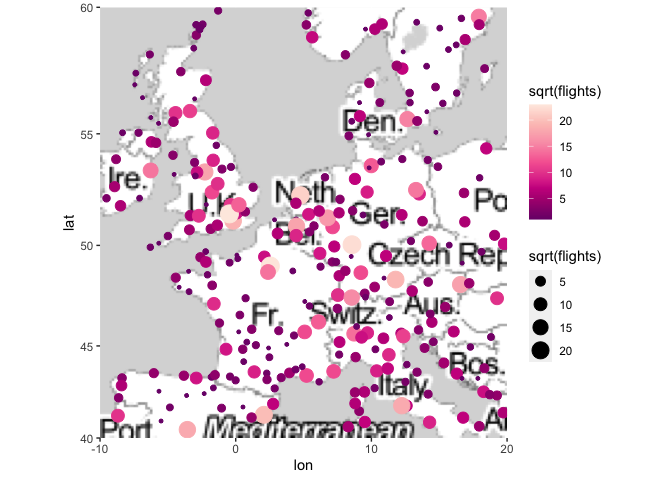 60
55
50
45
40
-10
0
10
20
lat
lon
Den.
Ire.
U.K.
Neth.
Ger.
Po
Bel.
Czech Rep
Fr.
Switz.
Aus.
Bos.
Italy
Port.
Mediterranean
A
sqrt(flights)
20
15
10
5
sqrt(flights)
5
10
15
20